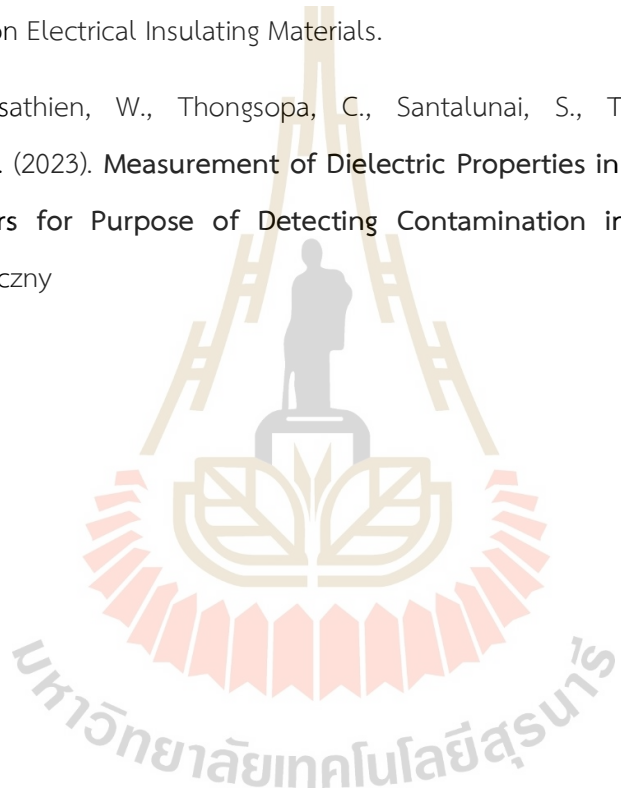 on Electrical Insulating Materials.
sathien, W., Thongsopa, C., Santalunai, S., T
. (2023). Measurement of Dielectric Properties in
rs for Purpose of Detecting Contamination in
czny
มหาวิทยาลัยเทคโนโลยีสุรนารี